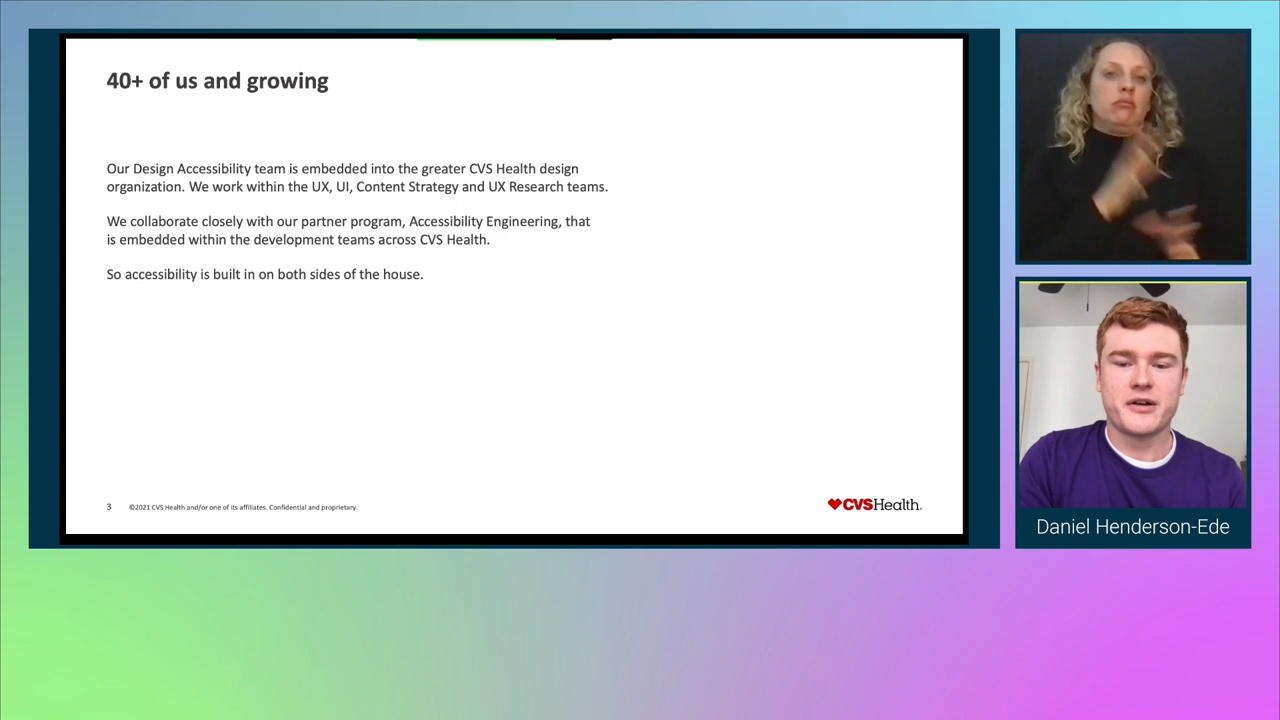 40+ of us and growing
Our Design Accessibility team is embedded into the greater CVS Health design
organization. We work within the UX, UI, Content Strategy and UX Research teams.
We collaborate closely with our partner program, Accessibility Engineering, that
is embedded within the development teams across CVS Health.
So accessibility is built in on both sides of the house.
3 ©2021 CVS Health and/or one of its affiliates. Confidential and proprietary.
CVSHealth.
Daniel Henderson-Ede